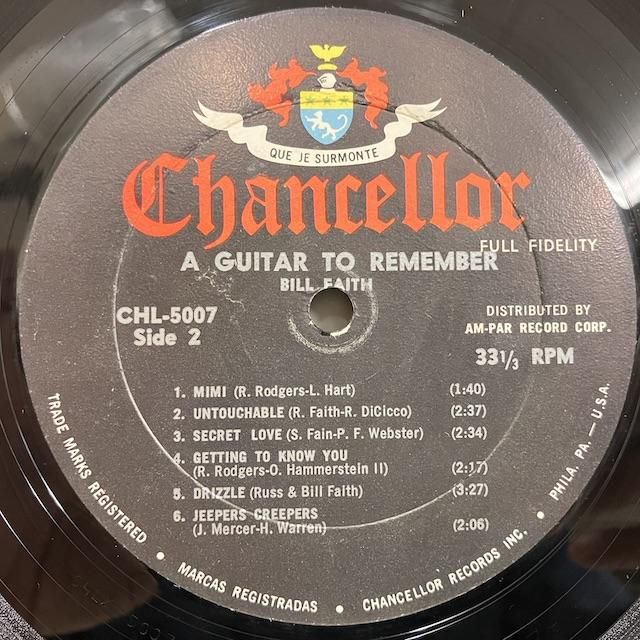 QUE JE SURMONTE
Chancellor
FULL FIDELITY
A GUITAR TO REMEMBER
BILL FAITH
CHL-5007
Side 2
DISTRIBUTED BY
AM-PAR RECORD CORP.
33 1/3 RPM
1. MIMI (R. Rodgers-L. Hart) (1:40)
2. UNTOUCHABLE (R. Faith-R. DiCicco) (2:37)
3. SECRET LOVE (S. Fain-P. F. Webster) (2:34)
4. GETTING TO KNOW YOU
(R. Rodgers-O. Hammerstein II) (2:17)
5. DRIZZLE (Russ & Bill Faith) (3:27)
6. JEEPERS CREEPERS
(J. Mercer-H. Warren) (2:06)
TRADE MARKS REGISTERED • MARCAS REGISTRADAS • CHANCELLOR RECORDS INC. • PHILA. PA. — U.S.A.